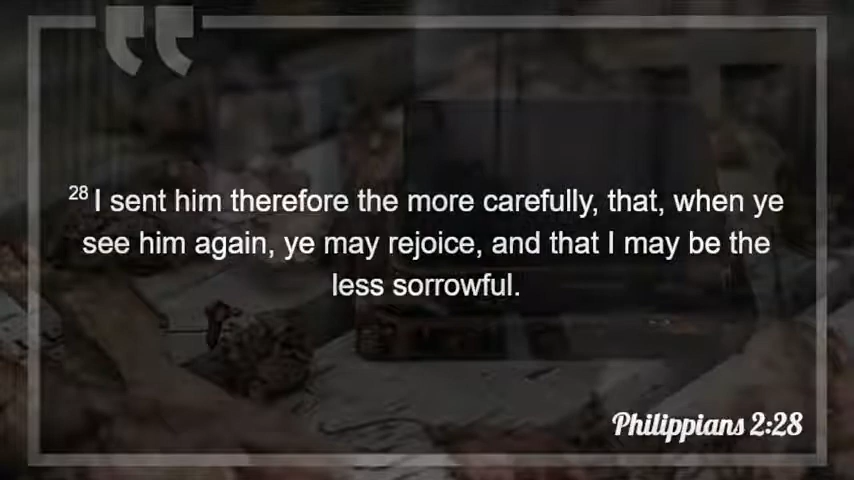 28 I sent him therefore the more carefully, that, when ye
see him again, ye may rejoice, and that I may be the
less sorrowful.
Philippians 2:28